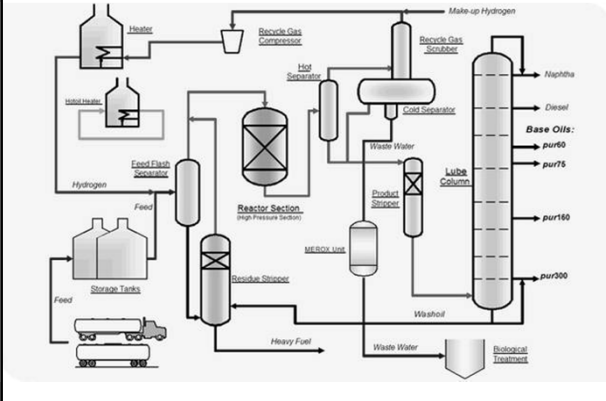 Make-up Hydrogen
Heater
Recycle Gas
Compressor
Recycle Gas
Scrubber
Hot
Separator
Naphtha
Hotoil Heater
Cold Separator
Diesel
Base Oils:
Waste Water
pur60
Feed Flash
Separator
pur75
Lube
Column
Hydrogen
Product
Stripper
Feed
Reactor Section
(High Pressure Section)
pur160
MEROX Unit
Residue Stripper
pur300
Storage Tanks
Feed
Washoil
Heavy Fuel
Waste Water
Biological
Treatment